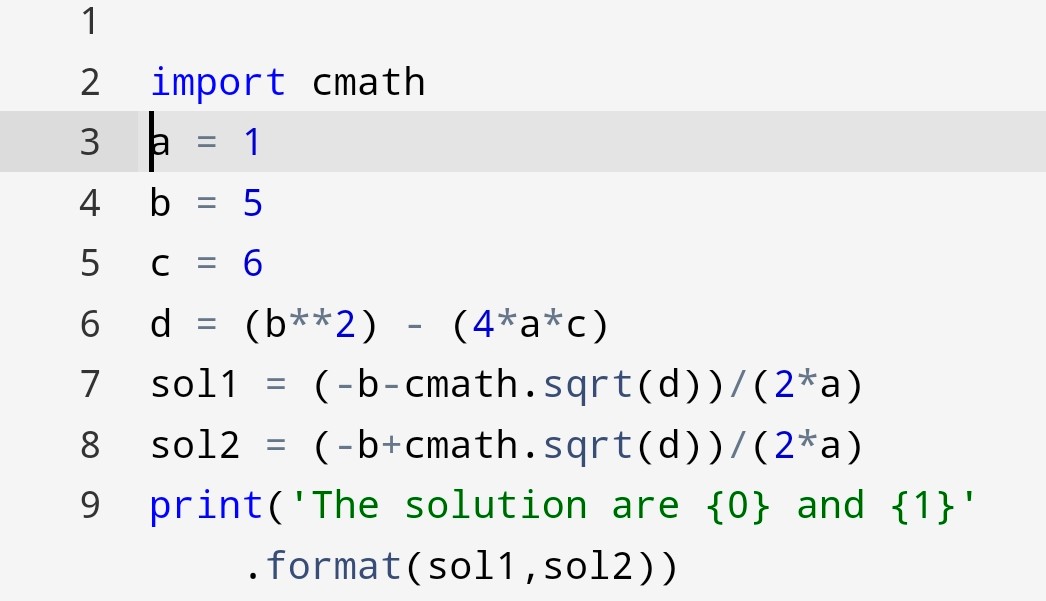 1
2 import cmath
3 a = 1
4 b = 5
5 c = 6
6 d = (b**2) - (4*a*c)
7 sol1 = (-b-cmath.sqrt(d))/(2*a)
8 sol2 = (-b+cmath.sqrt(d))/(2*a)
9 print('The solution are {0} and {1}'
.format(sol1,sol2))